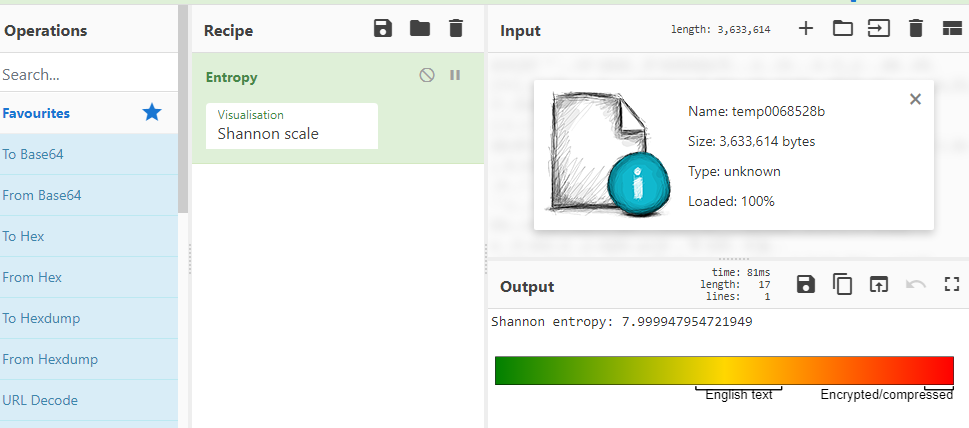 Operations
Search...
Favourites
To Base64
From Base64
To Hex
From Hex
To Hexdump
From Hexdump
URL Decode
Recipe
Entropy
Visualisation
Shannon scale
Input
length: 3,633,614
Name: temp0068528b
Size: 3,633,614 bytes
Type: unknown
Loaded: 100%
Output
time: 81ms
length: 17
lines: 1
Shannon entropy: 7.999947954721949
English text
Encrypted/compressed